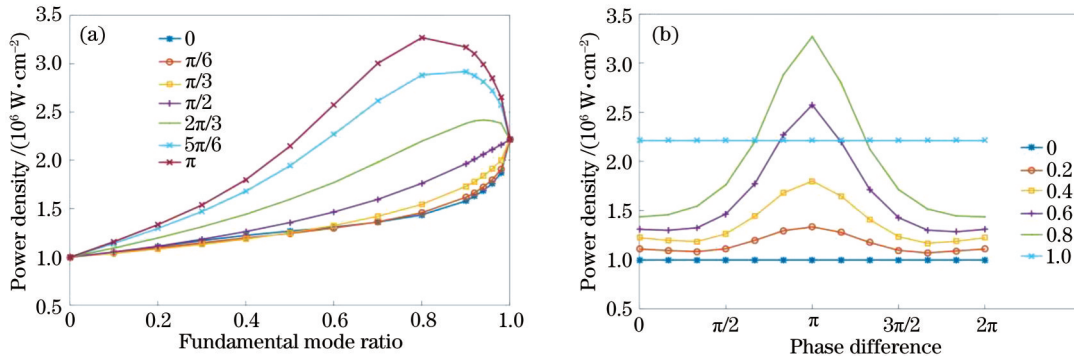 (a)
Power density /(10⁶ W·cm⁻²)
3.5
3.0
2.5
2.0
1.5
1.0
0.5
0
π/6
π/3
π/2
2π/3
5π/6
π
0
0.2
0.4
0.6
0.8
1.0
Fundamental mode ratio
(b)
Power density /(10⁶ W·cm⁻²)
3.5
3.0
2.5
2.0
1.5
1.0
0.5
0
π/2
π
3π/2
2π
Phase difference
0
0.2
0.4
0.6
0.8
1.0